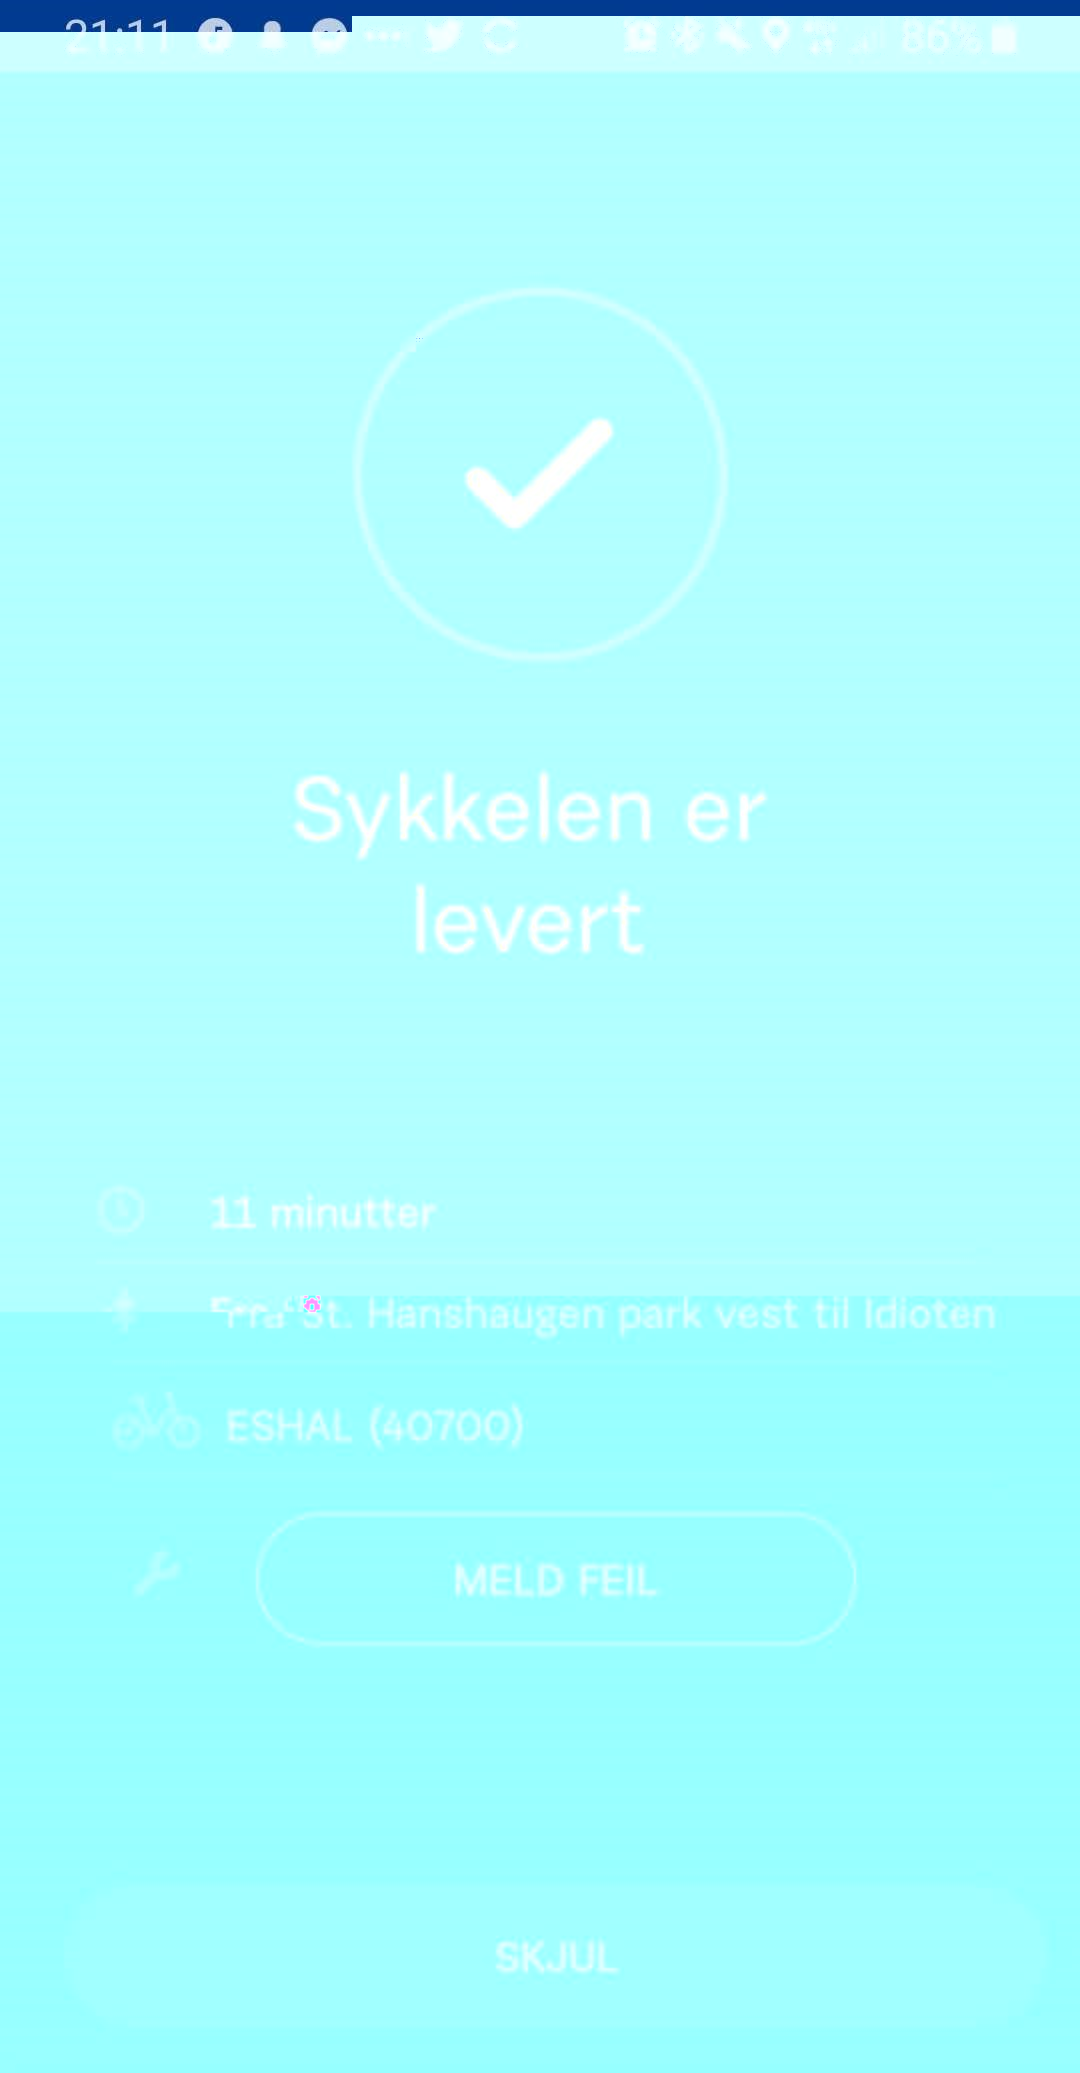 21:11 86%
Sykkelen er
levert
11 minutter
Fra St. Hanshaugen park vest til Idioten
ESHAL (40700)
MELD FEIL
SKJUL